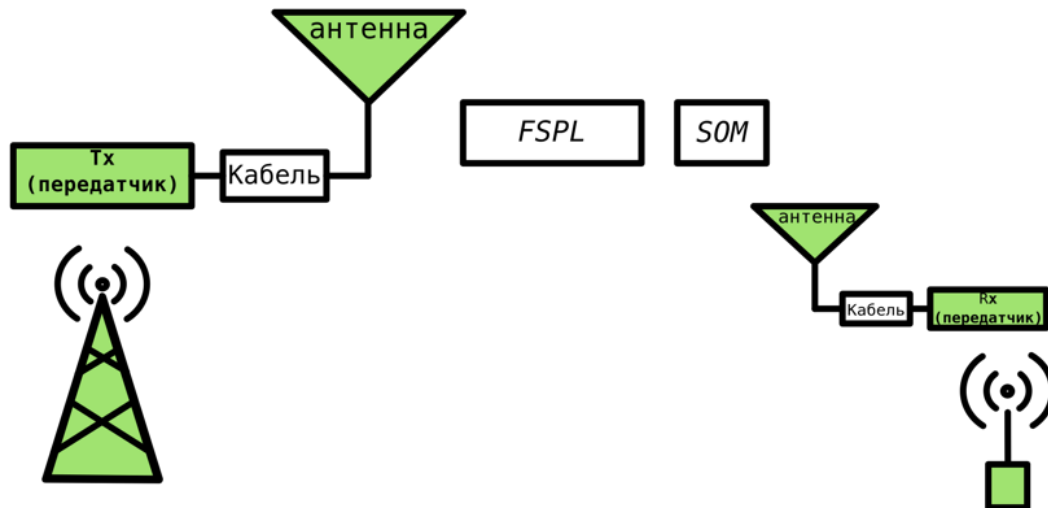 антенна
FSPL
SOM
Tx
(передатчик)
Кабель
антенна
Кабель
Rx
(передатчик)